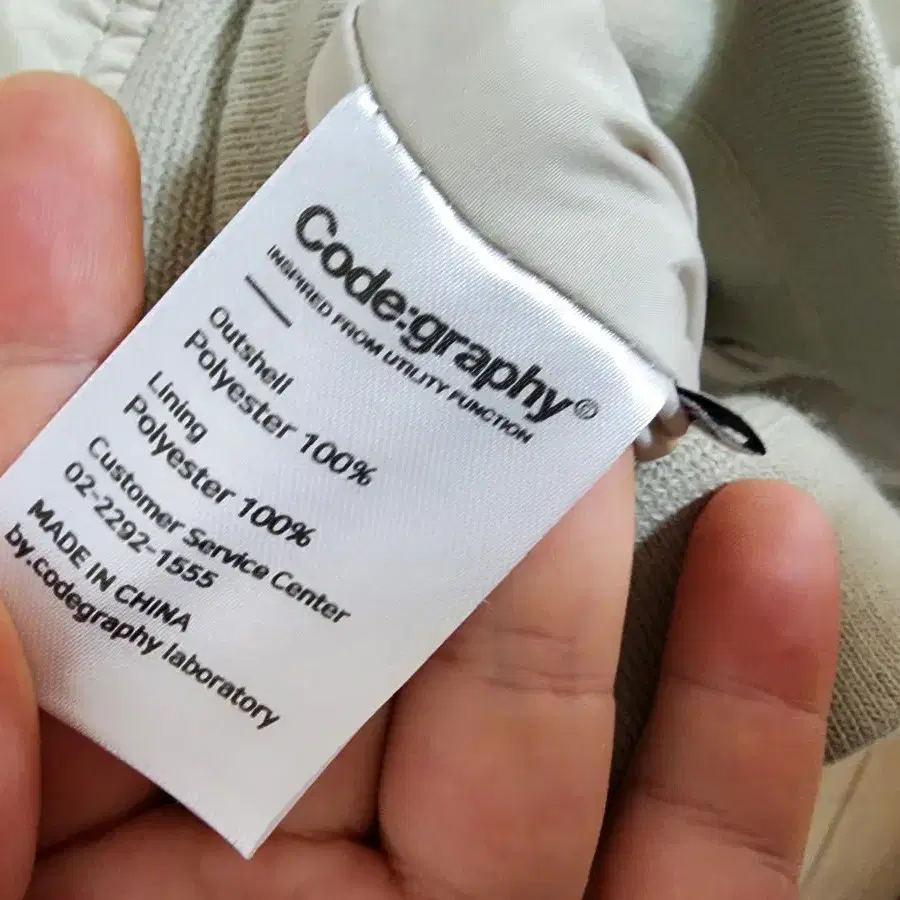 Code:graphy®
INSPIRED FROM UTILITY FUNCTION
Outshell
Polyester 100%
Lining
Polyester 100%
Customer Service Center
02-2292-1555
MADE IN CHINA
by.codegraphy laboratory